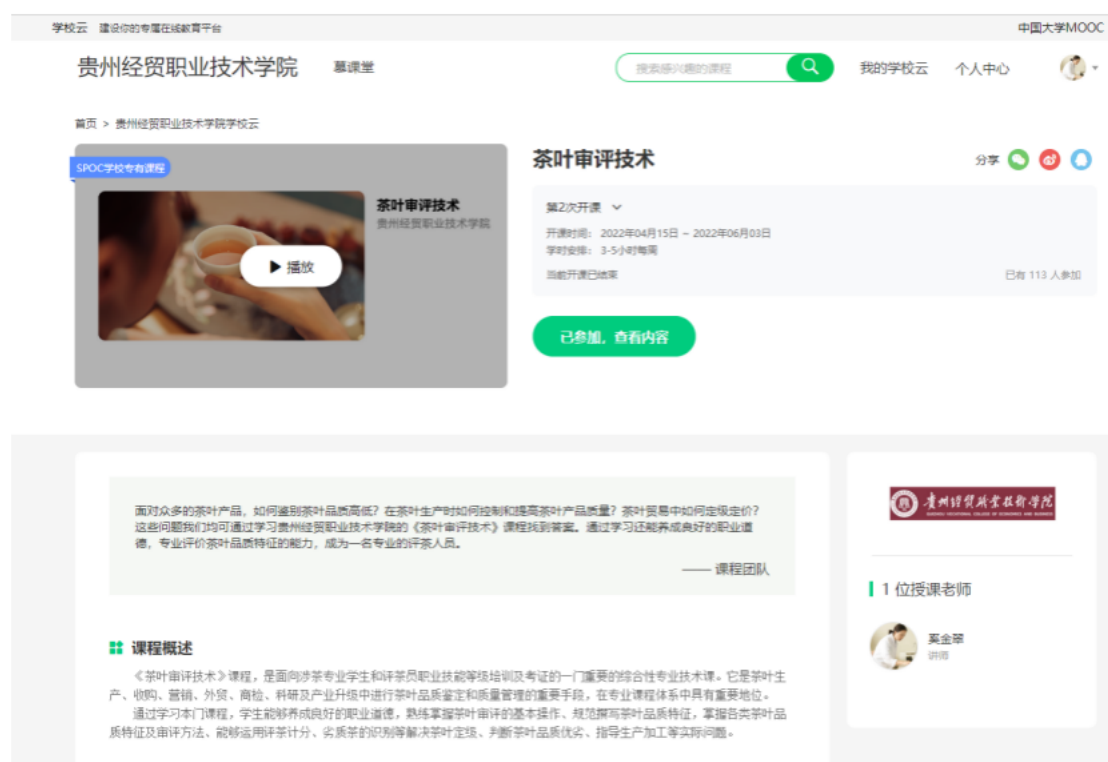 学校云 建设你的专属在线教育平台
中国大学MOOC
贵州经贸职业技术学院 慕课堂
搜索感兴趣的课程
我的学校云 个人中心
首页 > 贵州经贸职业技术学院学校云
SPOC学校专有课程
茶叶审评技术
贵州经贸职业技术学院
播放
茶叶审评技术
分享
第2次开课
开课时间： 2022年04月15日 ~ 2022年06月03日
学时安排： 3-5小时每周
当前开课已结束
已有 113 人参加
已参加，查看内容
面对众多的茶叶产品，如何鉴别茶叶品质高低？在茶叶生产时如何控制和提高茶叶产品质量？茶叶贸易中如何定级定价？
这些问题我们均可通过学习贵州经贸职业技术学院的《茶叶审评技术》课程找到答案。通过学习还能养成良好的职业道
德，专业评价茶叶品质特征的能力，成为一名专业的评茶人员。
—— 课程团队
课程概述
《茶叶审评技术》课程，是面向涉茶专业学生和评茶员职业技能等级培训及考证的一门重要的综合性专业技术课。它是茶叶生
产、收购、营销、外贸、商检、科研及产业升级中进行茶叶品质鉴定和质量管理的重要手段，在专业课程体系中具有重要地位。
通过学习本门课程，学生能够养成良好的职业道德，熟练掌握茶叶审评的基本操作、规范撰写茶叶品质特征，掌握各类茶叶品
质特征及审评方法、能够运用评茶计分、劣质茶的识别等解决茶叶定级、判断茶叶品质优劣、指导生产加工等实际问题。
贵州经贸职业技术学院
1 位授课老师
奚金翠
讲师